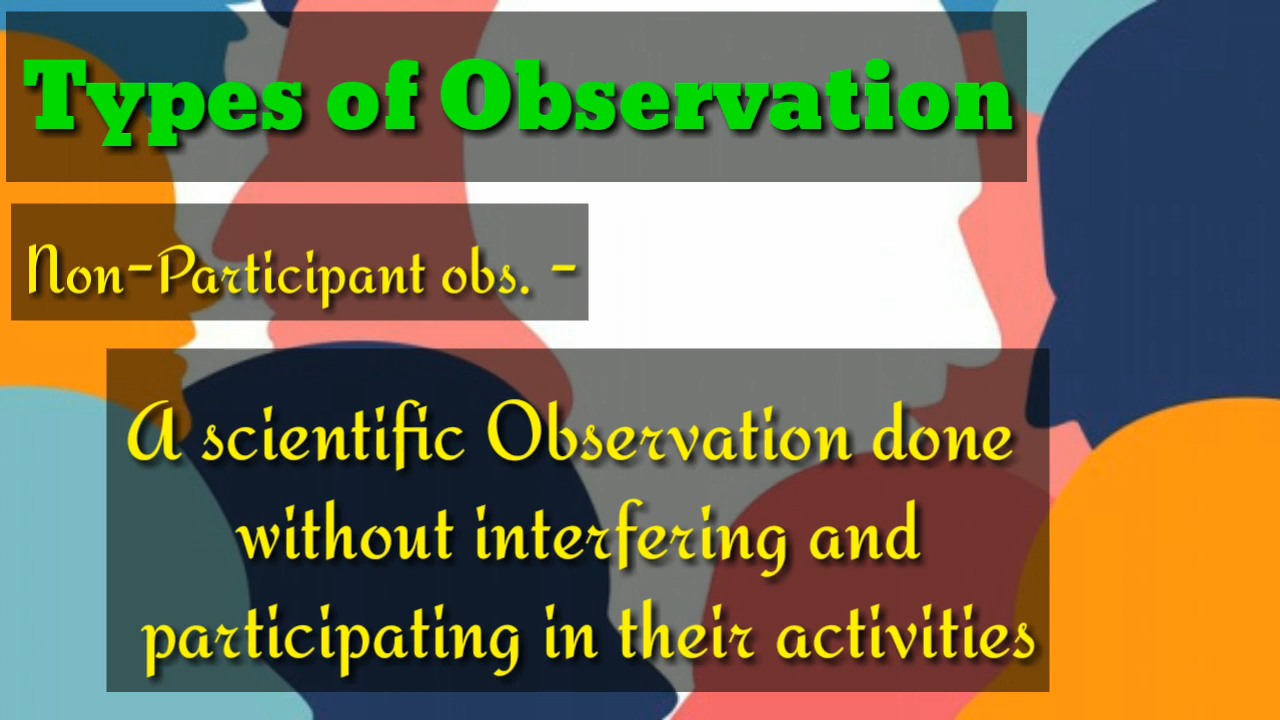 Types of Observation
Non-Participant obs. -
A scientific Observation done
without interfering and
participating in their activities